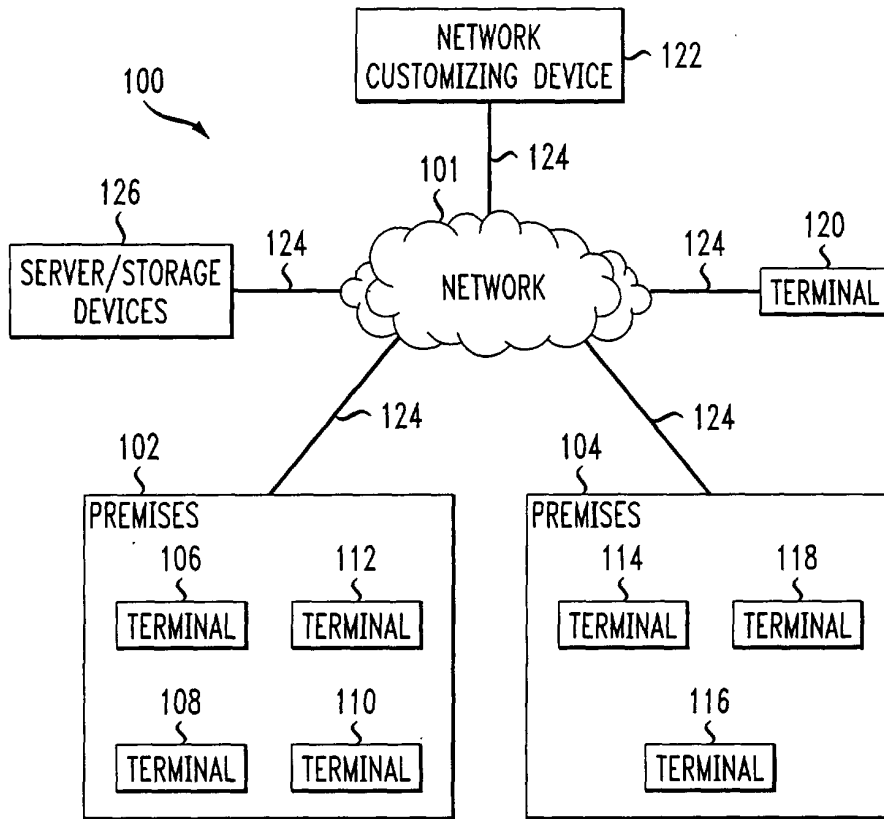 NETWORK
CUSTOMIZING DEVICE
122
100
124
101
126
SERVER/STORAGE
DEVICES
124
NETWORK
124
120
TERMINAL
124
124
102
104
PREMISES
PREMISES
106
112
114
118
TERMINAL
TERMINAL
TERMINAL
TERMINAL
108
110
116
TERMINAL
TERMINAL
TERMINAL